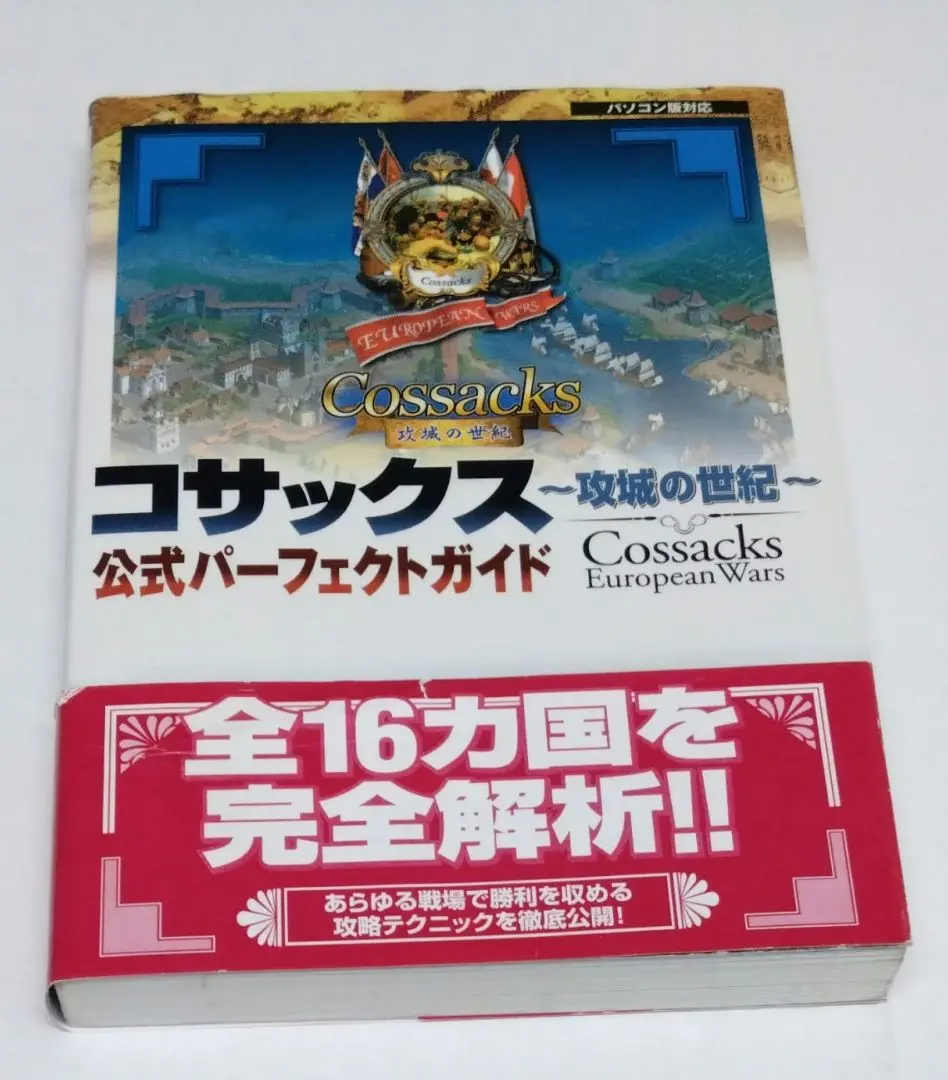 パソコン版対応
Cossacks
EUROPEAN WARS
Cossacks
攻城の世紀
コサックス ～攻城の世紀～
公式パーフェクトガイド
Cossacks
European Wars
全16カ国を
完全解析!!
あらゆる戦場で勝利を収める
攻略テクニックを徹底公開!